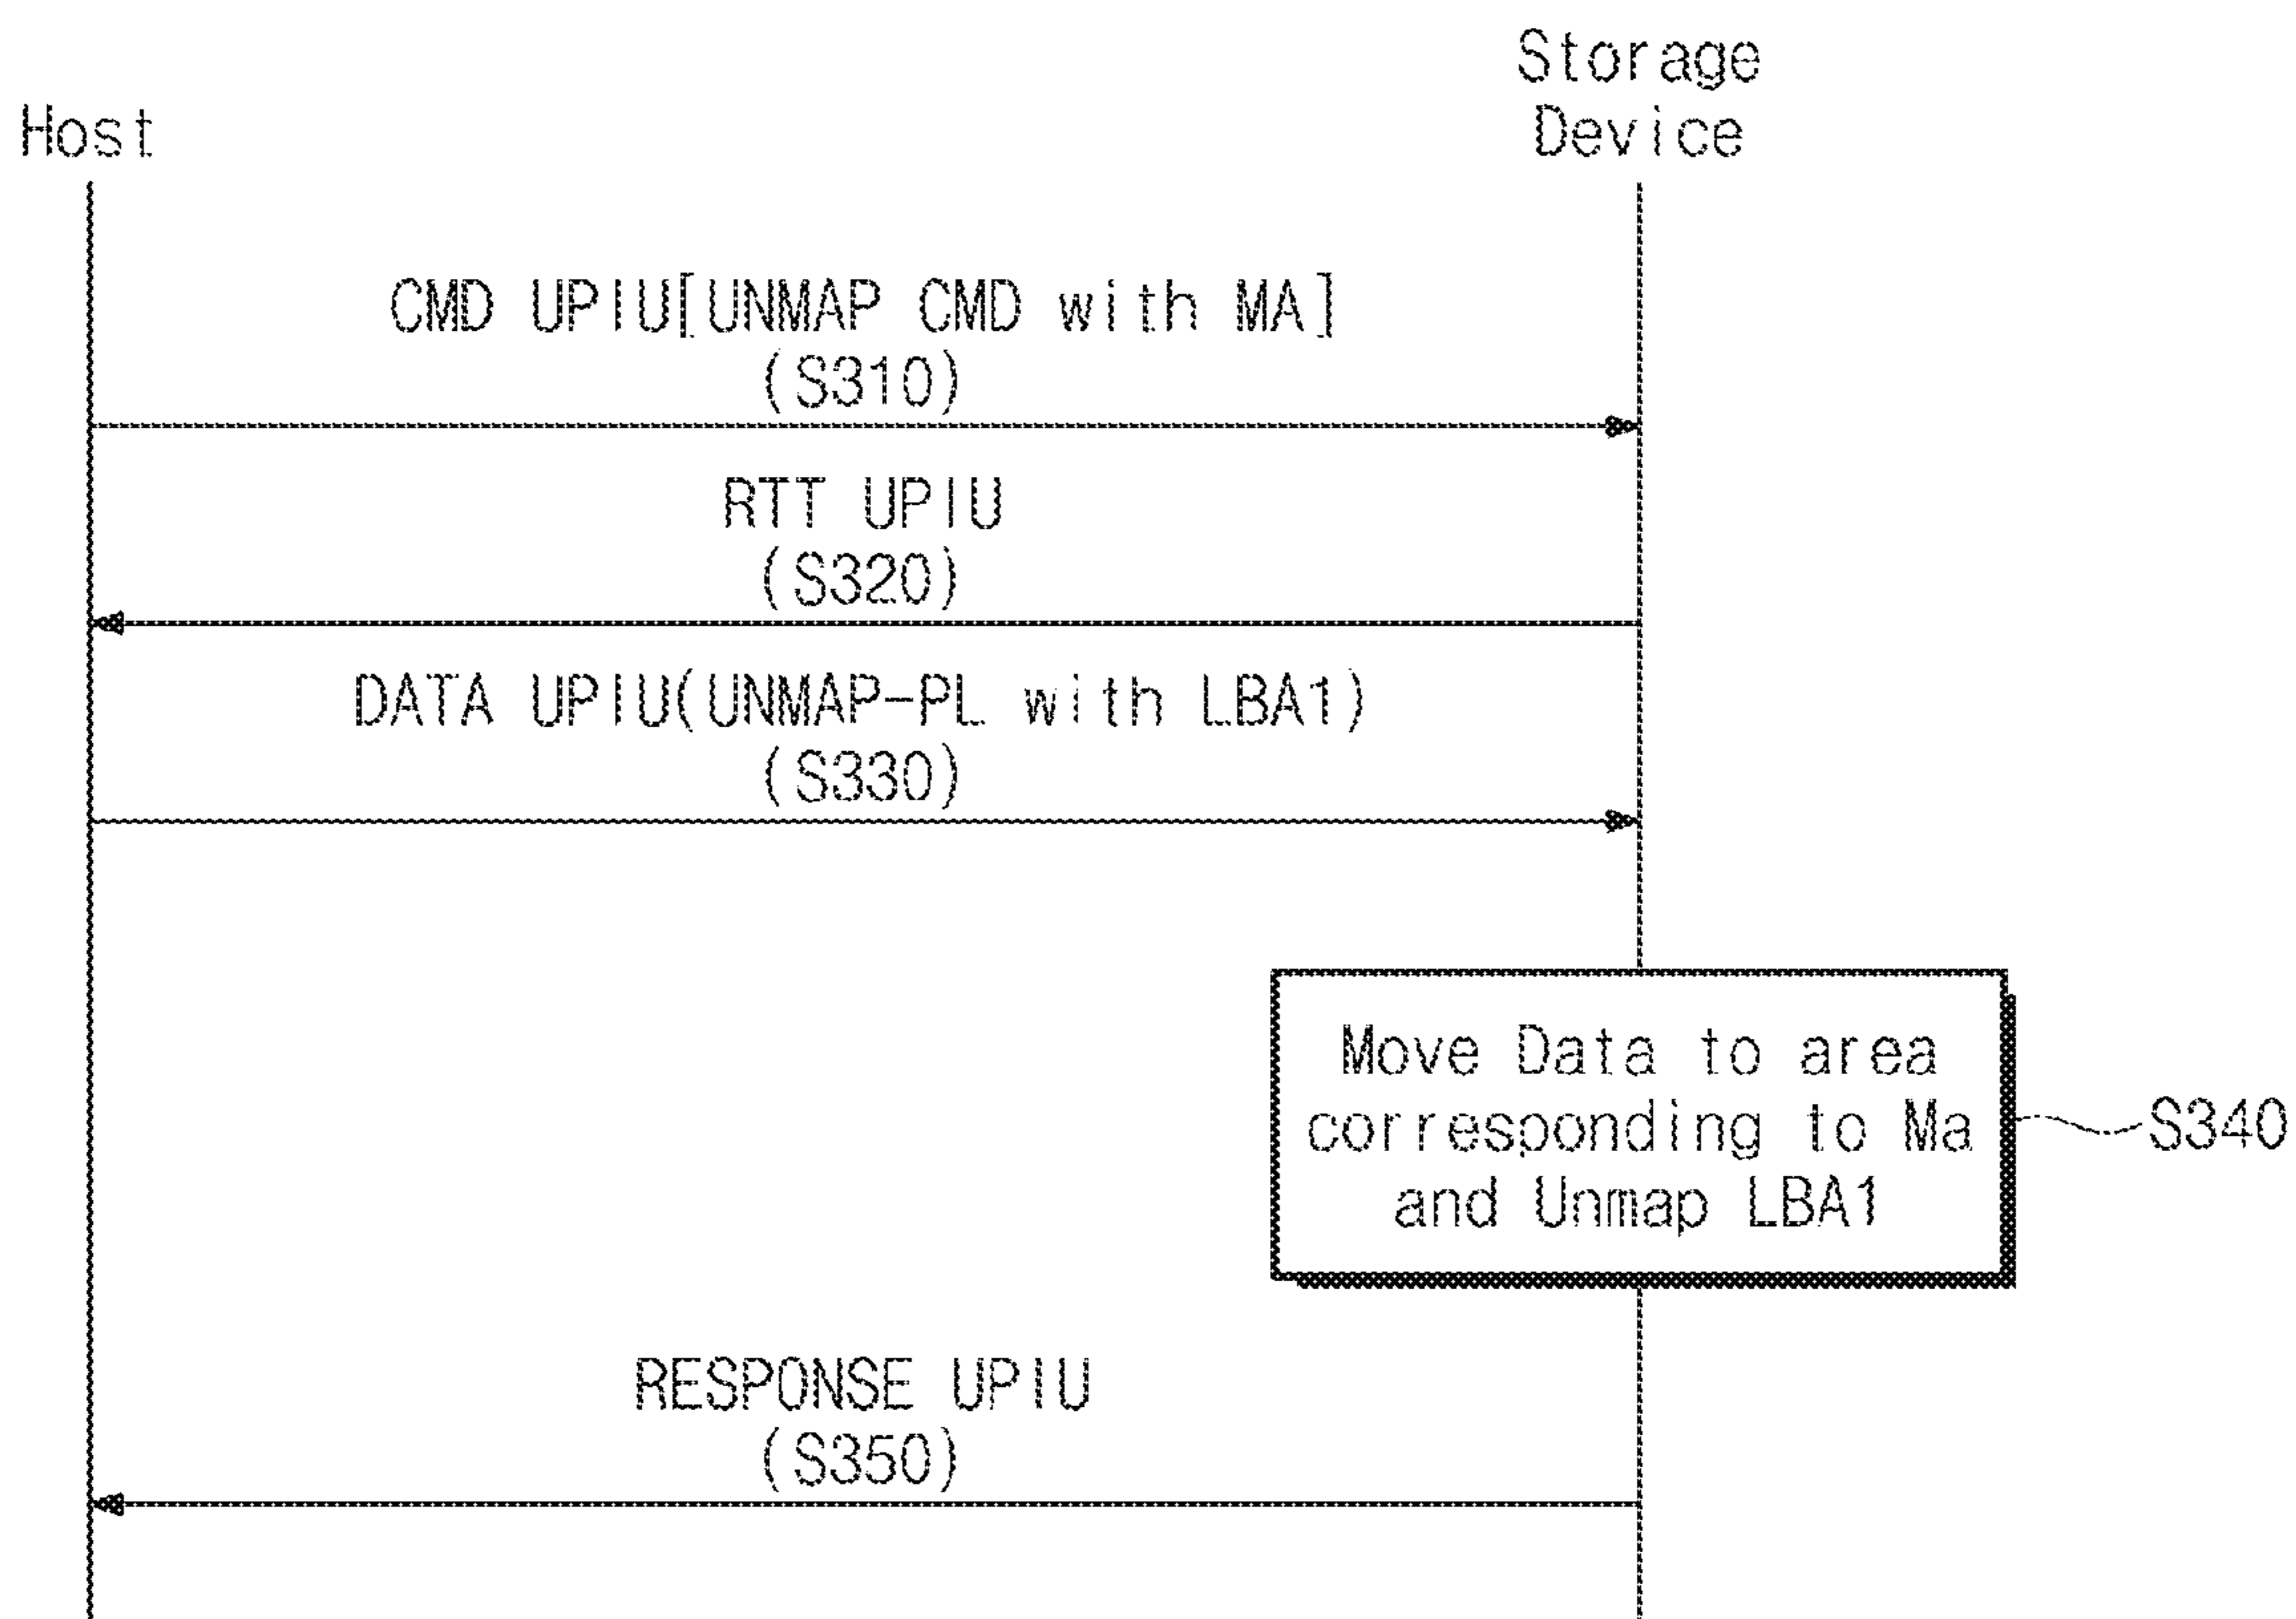 Host
Storage
Device
CMD UPIU[UNMAP CMD with MA]
(S310)
RTT UPIU
(S320)
DATA UPIU(UNMAP-PL with LBA1)
(S330)
Move Data to area
corresponding to Ma
and Unmap LBA1
S340
RESPONSE UPIU
(S350)